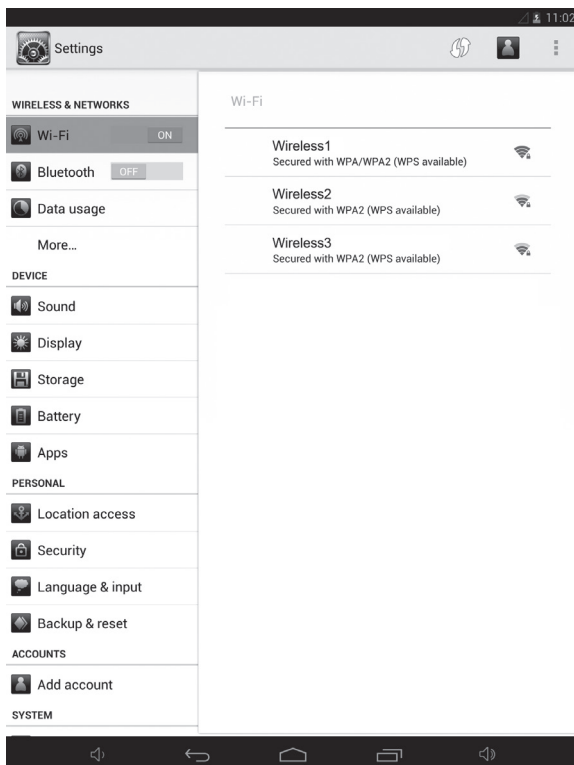 11:02
Settings
WIRELESS & NETWORKS
Wi-Fi ON
Bluetooth OFF
Data usage
More...
DEVICE
Sound
Display
Storage
Battery
Apps
PERSONAL
Location access
Security
Language & input
Backup & reset
ACCOUNTS
Add account
SYSTEM
Wi-Fi
Wireless1
Secured with WPA/WPA2 (WPS available)
Wireless2
Secured with WPA2 (WPS available)
Wireless3
Secured with WPA2 (WPS available)